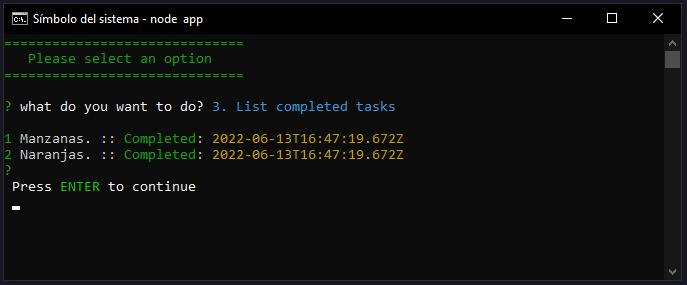 Símbolo del sistema - node app
==============================
Please select an option
==============================
? what do you want to do? 3. List completed tasks
1 Manzanas. :: Completed: 2022-06-13T16:47:19.672Z
2 Naranjas. :: Completed: 2022-06-13T16:47:19.672Z
?
Press ENTER to continue